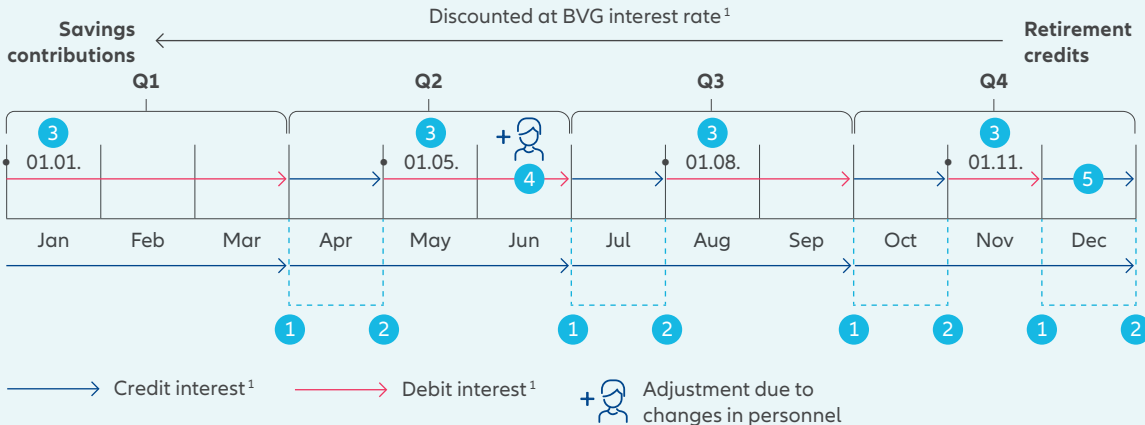 Discounted at BVG interest rate¹
Savings
contributions
Retirement
credits
Q1 Q2 Q3 Q4
3 3 + 3 3
01.01. 01.05. 4 01.08. 01.11. 5
Jan Feb Mar Apr May Jun Jul Aug Sep Oct Nov Dec
1 2 1 2 1 2 1 2
Credit interest¹ Debit interest¹ + Adjustment due to
changes in personnel